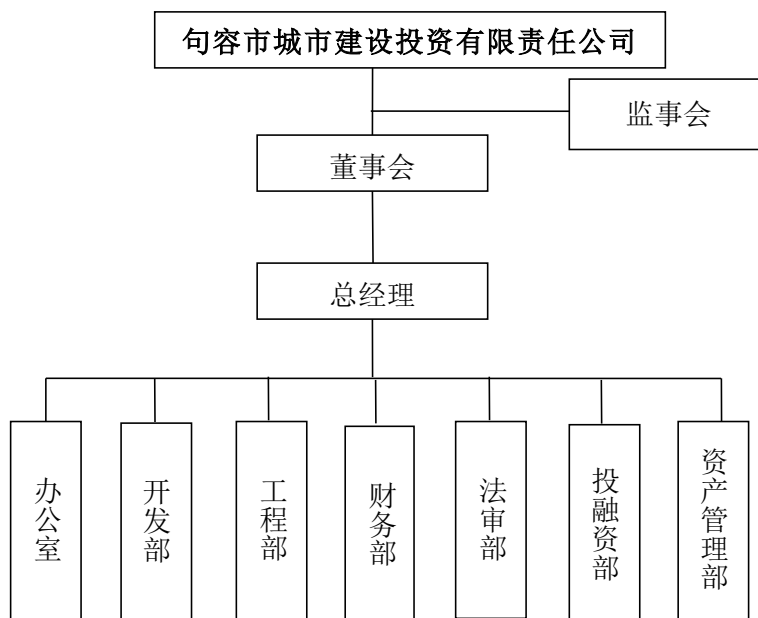 句容市城市建设投资有限责任公司
监事会
董事会
总经理
办公室
开发部
工程部
财务部
法审部
投融资部
资产管理部